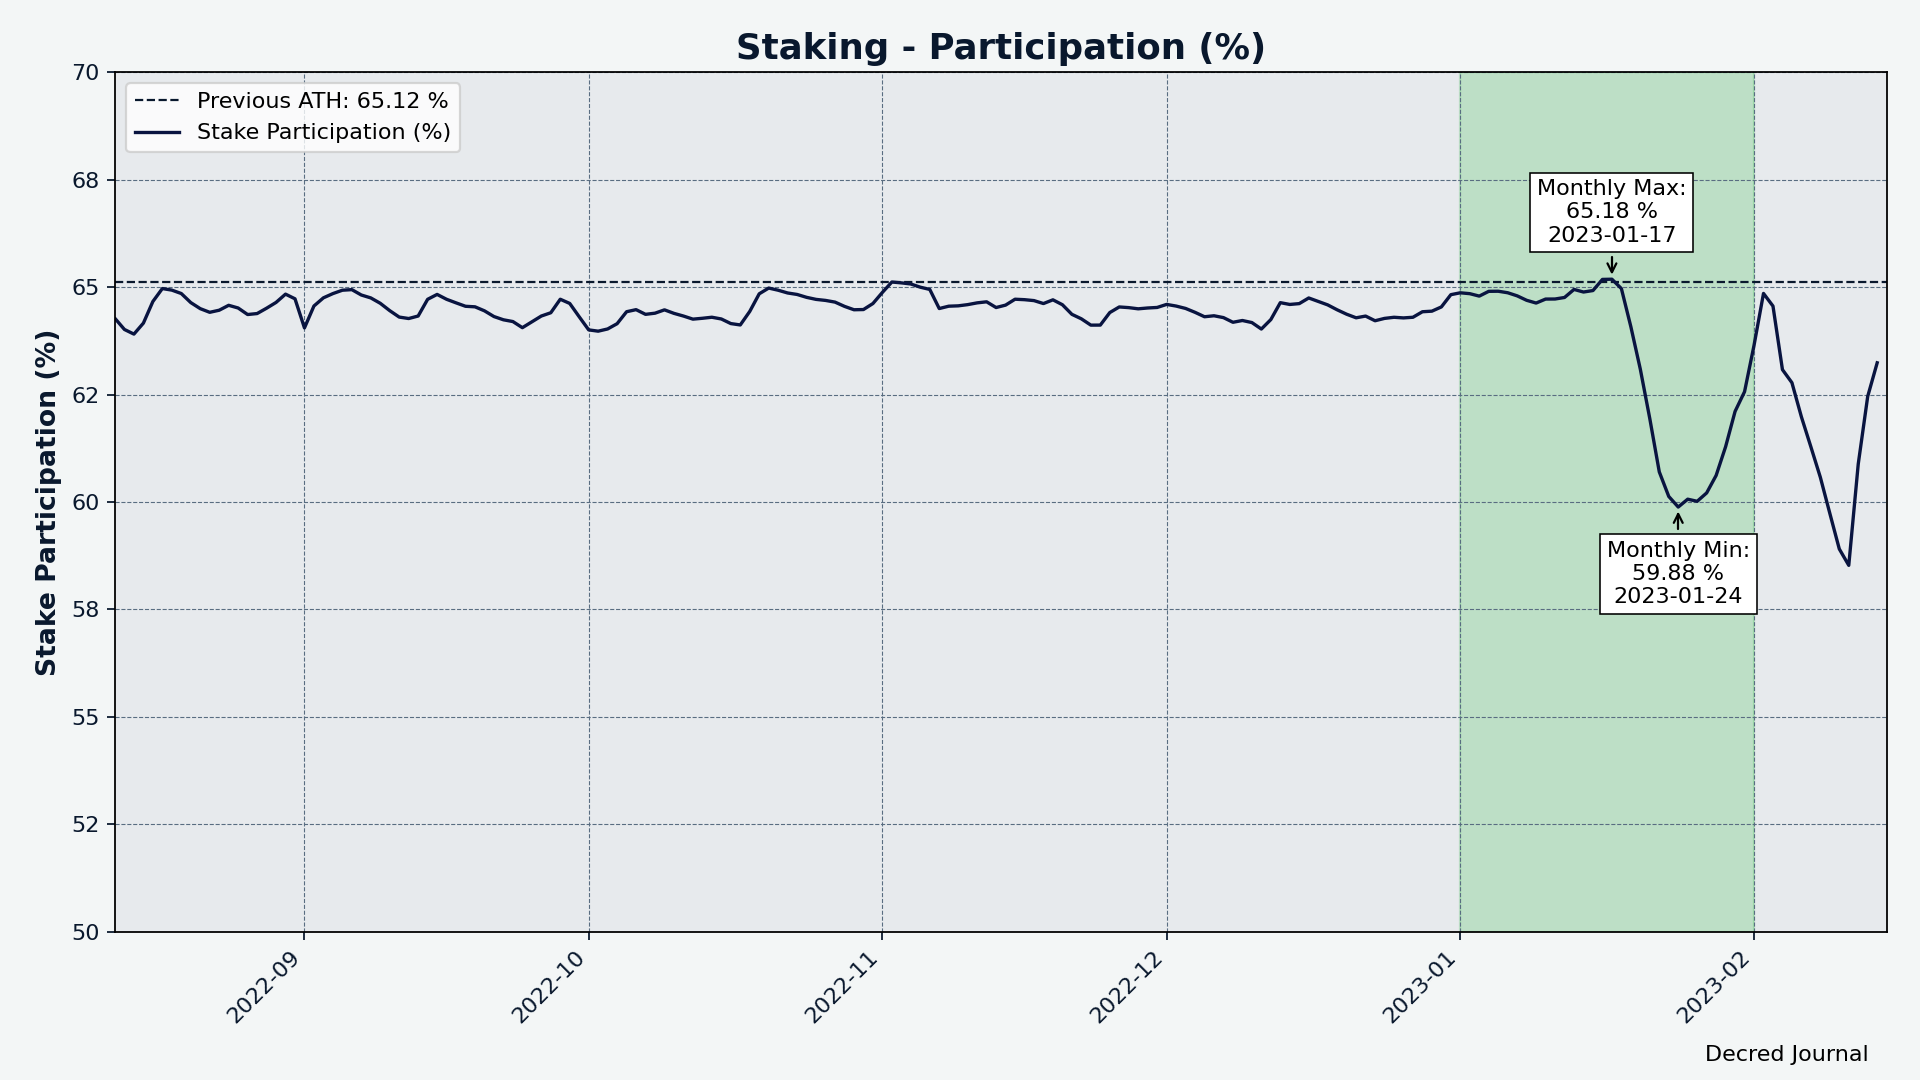 Staking - Participation (%)
Previous ATH: 65.12 %
Stake Participation (%)
Stake Participation (%)
70
68
65
62
60
58
55
52
50
Monthly Max:
65.18 %
2023-01-17
Monthly Min:
59.88 %
2023-01-24
2022-09
2022-10
2022-11
2022-12
2023-01
2023-02
Decred Journal